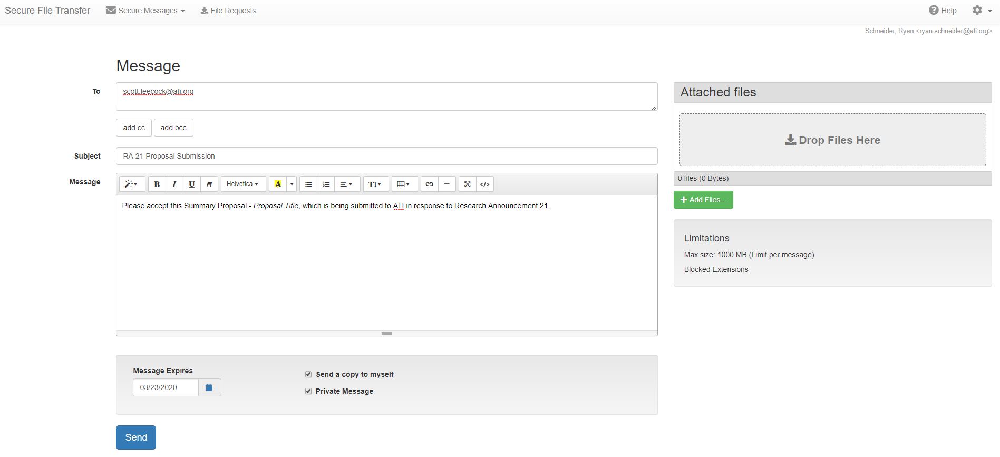 Secure File Transfer Secure Messages File Requests Help
Schneider, Ryan <ryan.schneider@ati.org>
Message
To
scott.leecock@ati.org
add cc add bcc
Subject
RA 21 Proposal Submission
Message
B I U Helvetica A T </>
Please accept this Summary Proposal - Proposal Title, which is being submitted to ATI in response to Research Announcement 21.
Message Expires
03/23/2020
Send a copy to myself
Private Message
Send
Attached files
Drop Files Here
0 files (0 Bytes)
+ Add Files...
Limitations
Max size: 1000 MB (Limit per message)
Blocked Extensions